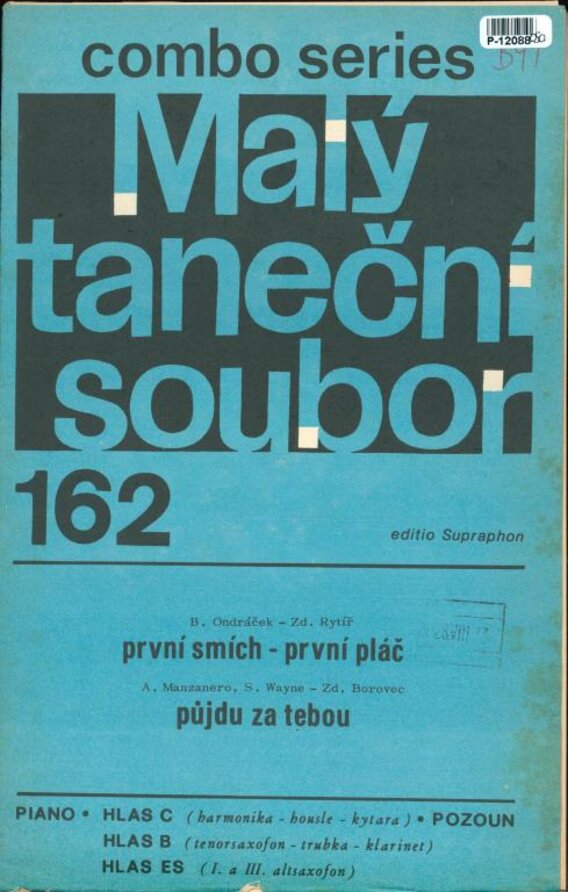 P-12088
combo series
Malý
taneční
soubor
162
editio Supraphon
B. Ondráček - Zd. Rytíř
první smích - první pláč
A. Manzanero, S. Wayne - Zd. Borovec
půjdu za tebou
PIANO • HLAS C (harmonika - housle - kytara) • POZOUN
HLAS B (tenorsaxofon - trubka - klarinet)
HLAS ES (I. a III. altsaxofon)